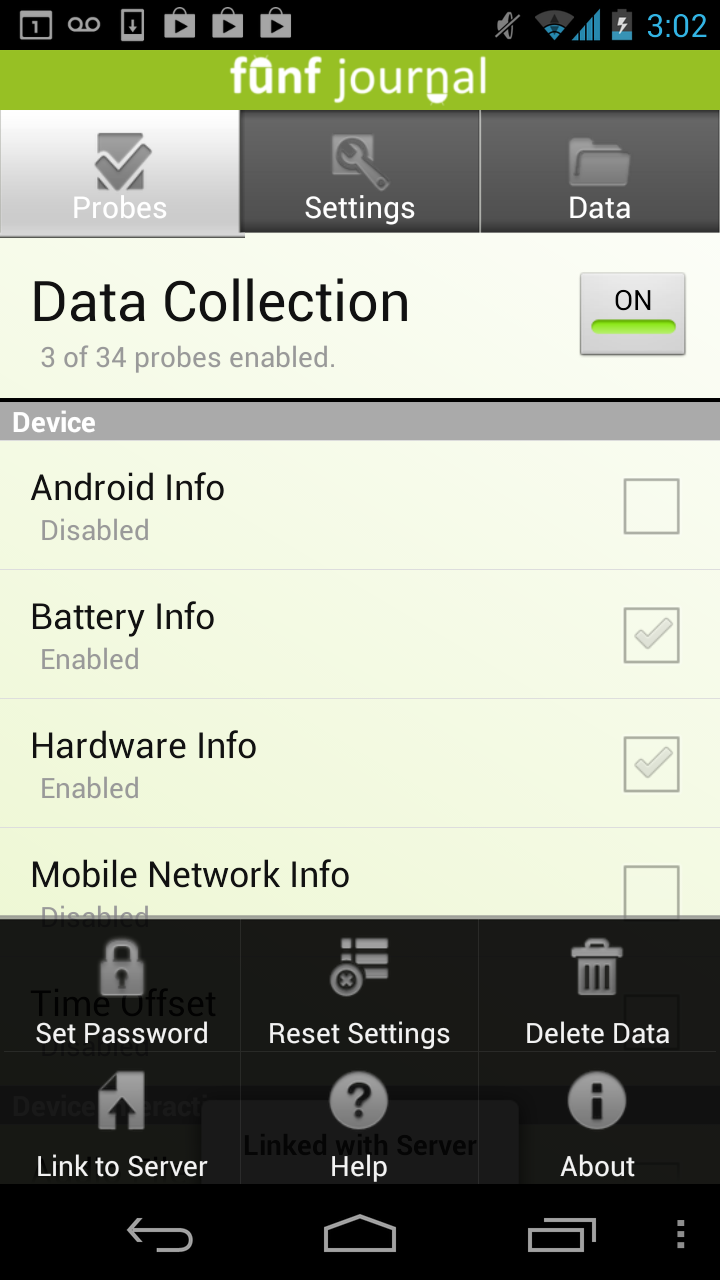 1
3:02
funf journal
Probes
Settings
Data
Data Collection
ON
3 of 34 probes enabled.
Device
Android Info
Disabled
Battery Info
Enabled
Hardware Info
Enabled
Mobile Network Info
Disabled
Time Offset
Set Password
Reset Settings
Delete Data
Disabled
Device Interacti
Linked with Server
Link to Server
Help
About